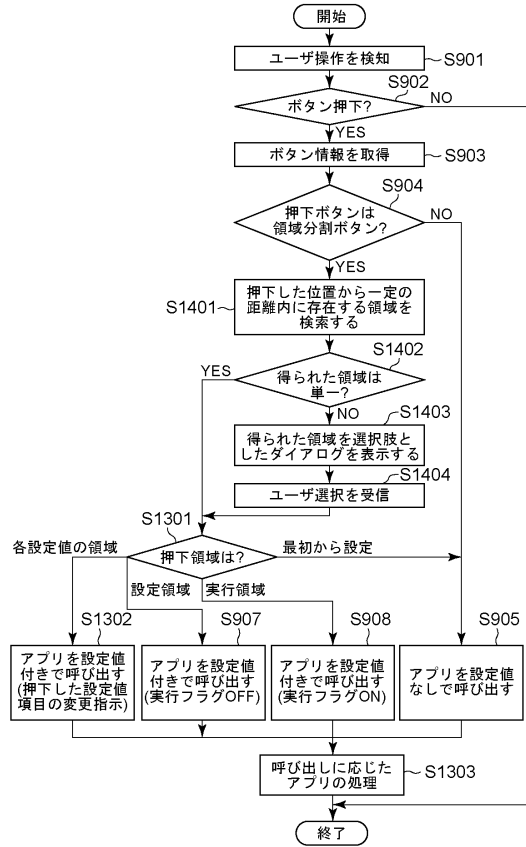 開始
ユーザ操作を検知
S901
S902
ボタン押下?
NO
YES
ボタン情報を取得
S903
S904
押下ボタンは
領域分割ボタン?
NO
YES
S1401
押下した位置から一定の
距離内に存在する領域を
検索する
S1402
YES
得られた領域は
単一?
NO
S1403
得られた領域を選択肢と
したダイアログを表示する
S1404
ユーザ選択を受信
S1301
各設定値の領域
押下領域は?
最初から設定
設定領域
実行領域
S1302
S907
S908
S905
アプリを設定値
付きで呼び出す
(押下した設定値
項目の変更指示)
アプリを設定値
付きで呼び出す
(実行フラグOFF)
アプリを設定値
付きで呼び出す
(実行フラグON)
アプリを設定値
なしで呼び出す
呼び出しに応じた
アプリの処理
S1303
終了